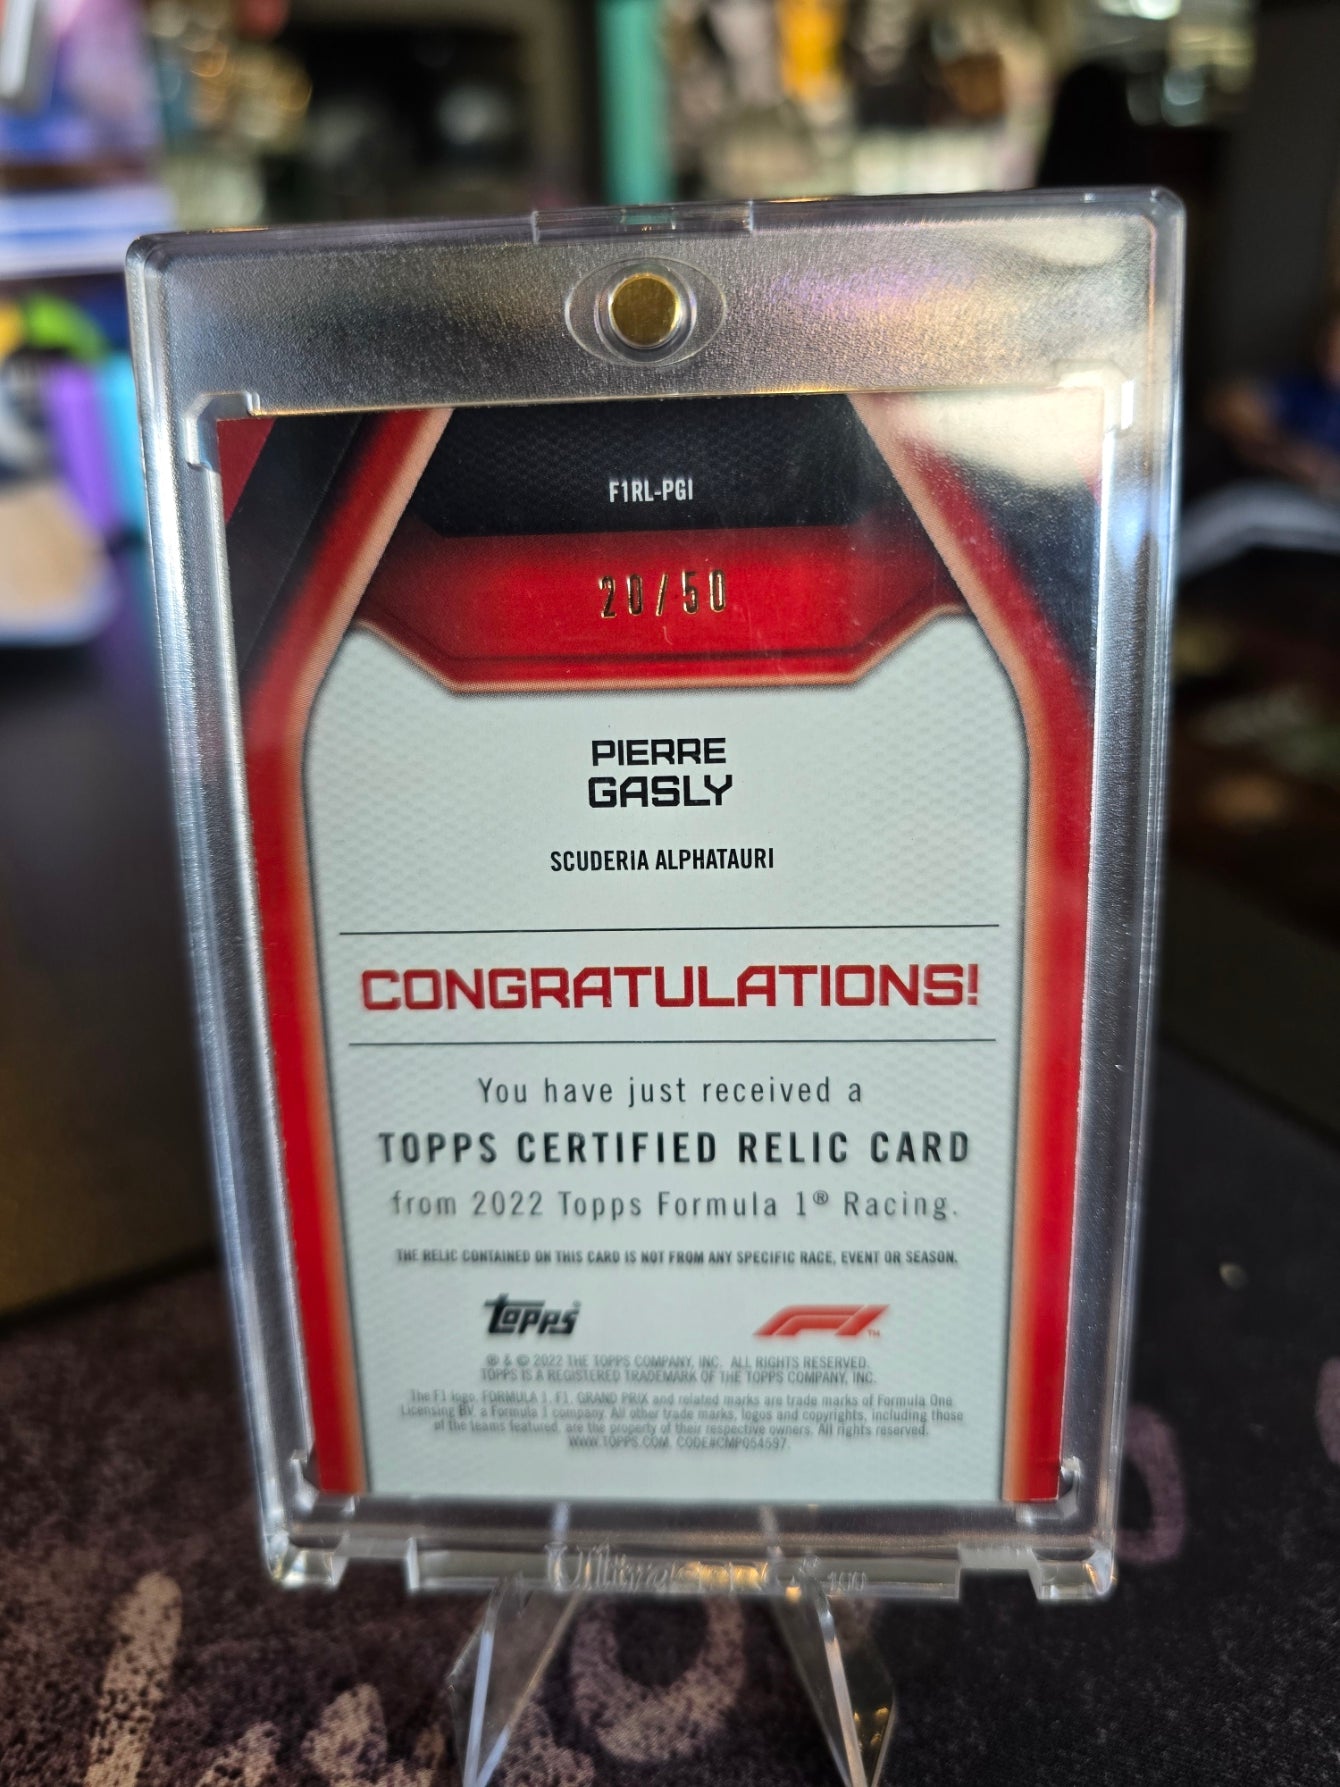 F1RL-PGI
20/50
PIERRE
GASLY
SCUDERIA ALPHATAURI
CONGRATULATIONS!
You have just received a
TOPPS CERTIFIED RELIC CARD
from 2022 Topps Formula 1® Racing.
THE RELIC CONTAINED ON THIS CARD IS NOT FROM ANY SPECIFIC RACE, EVENT OR SEASON.
topps F1 TM
® & © 2022 THE TOPPS COMPANY, INC. ALL RIGHTS RESERVED.
TOPPS IS A REGISTERED TRADEMARK OF THE TOPPS COMPANY, INC.
The F1 logo, FORMULA 1, F1, GRAND PRIX and related marks are trade marks of Formula One
Licensing BV, a Formula 1 company. All other trade marks, logos and copyrights, including those
of the teams featured, are the property of their respective owners. All rights reserved.
WWW.TOPPS.COM. CODE#CMP054597.